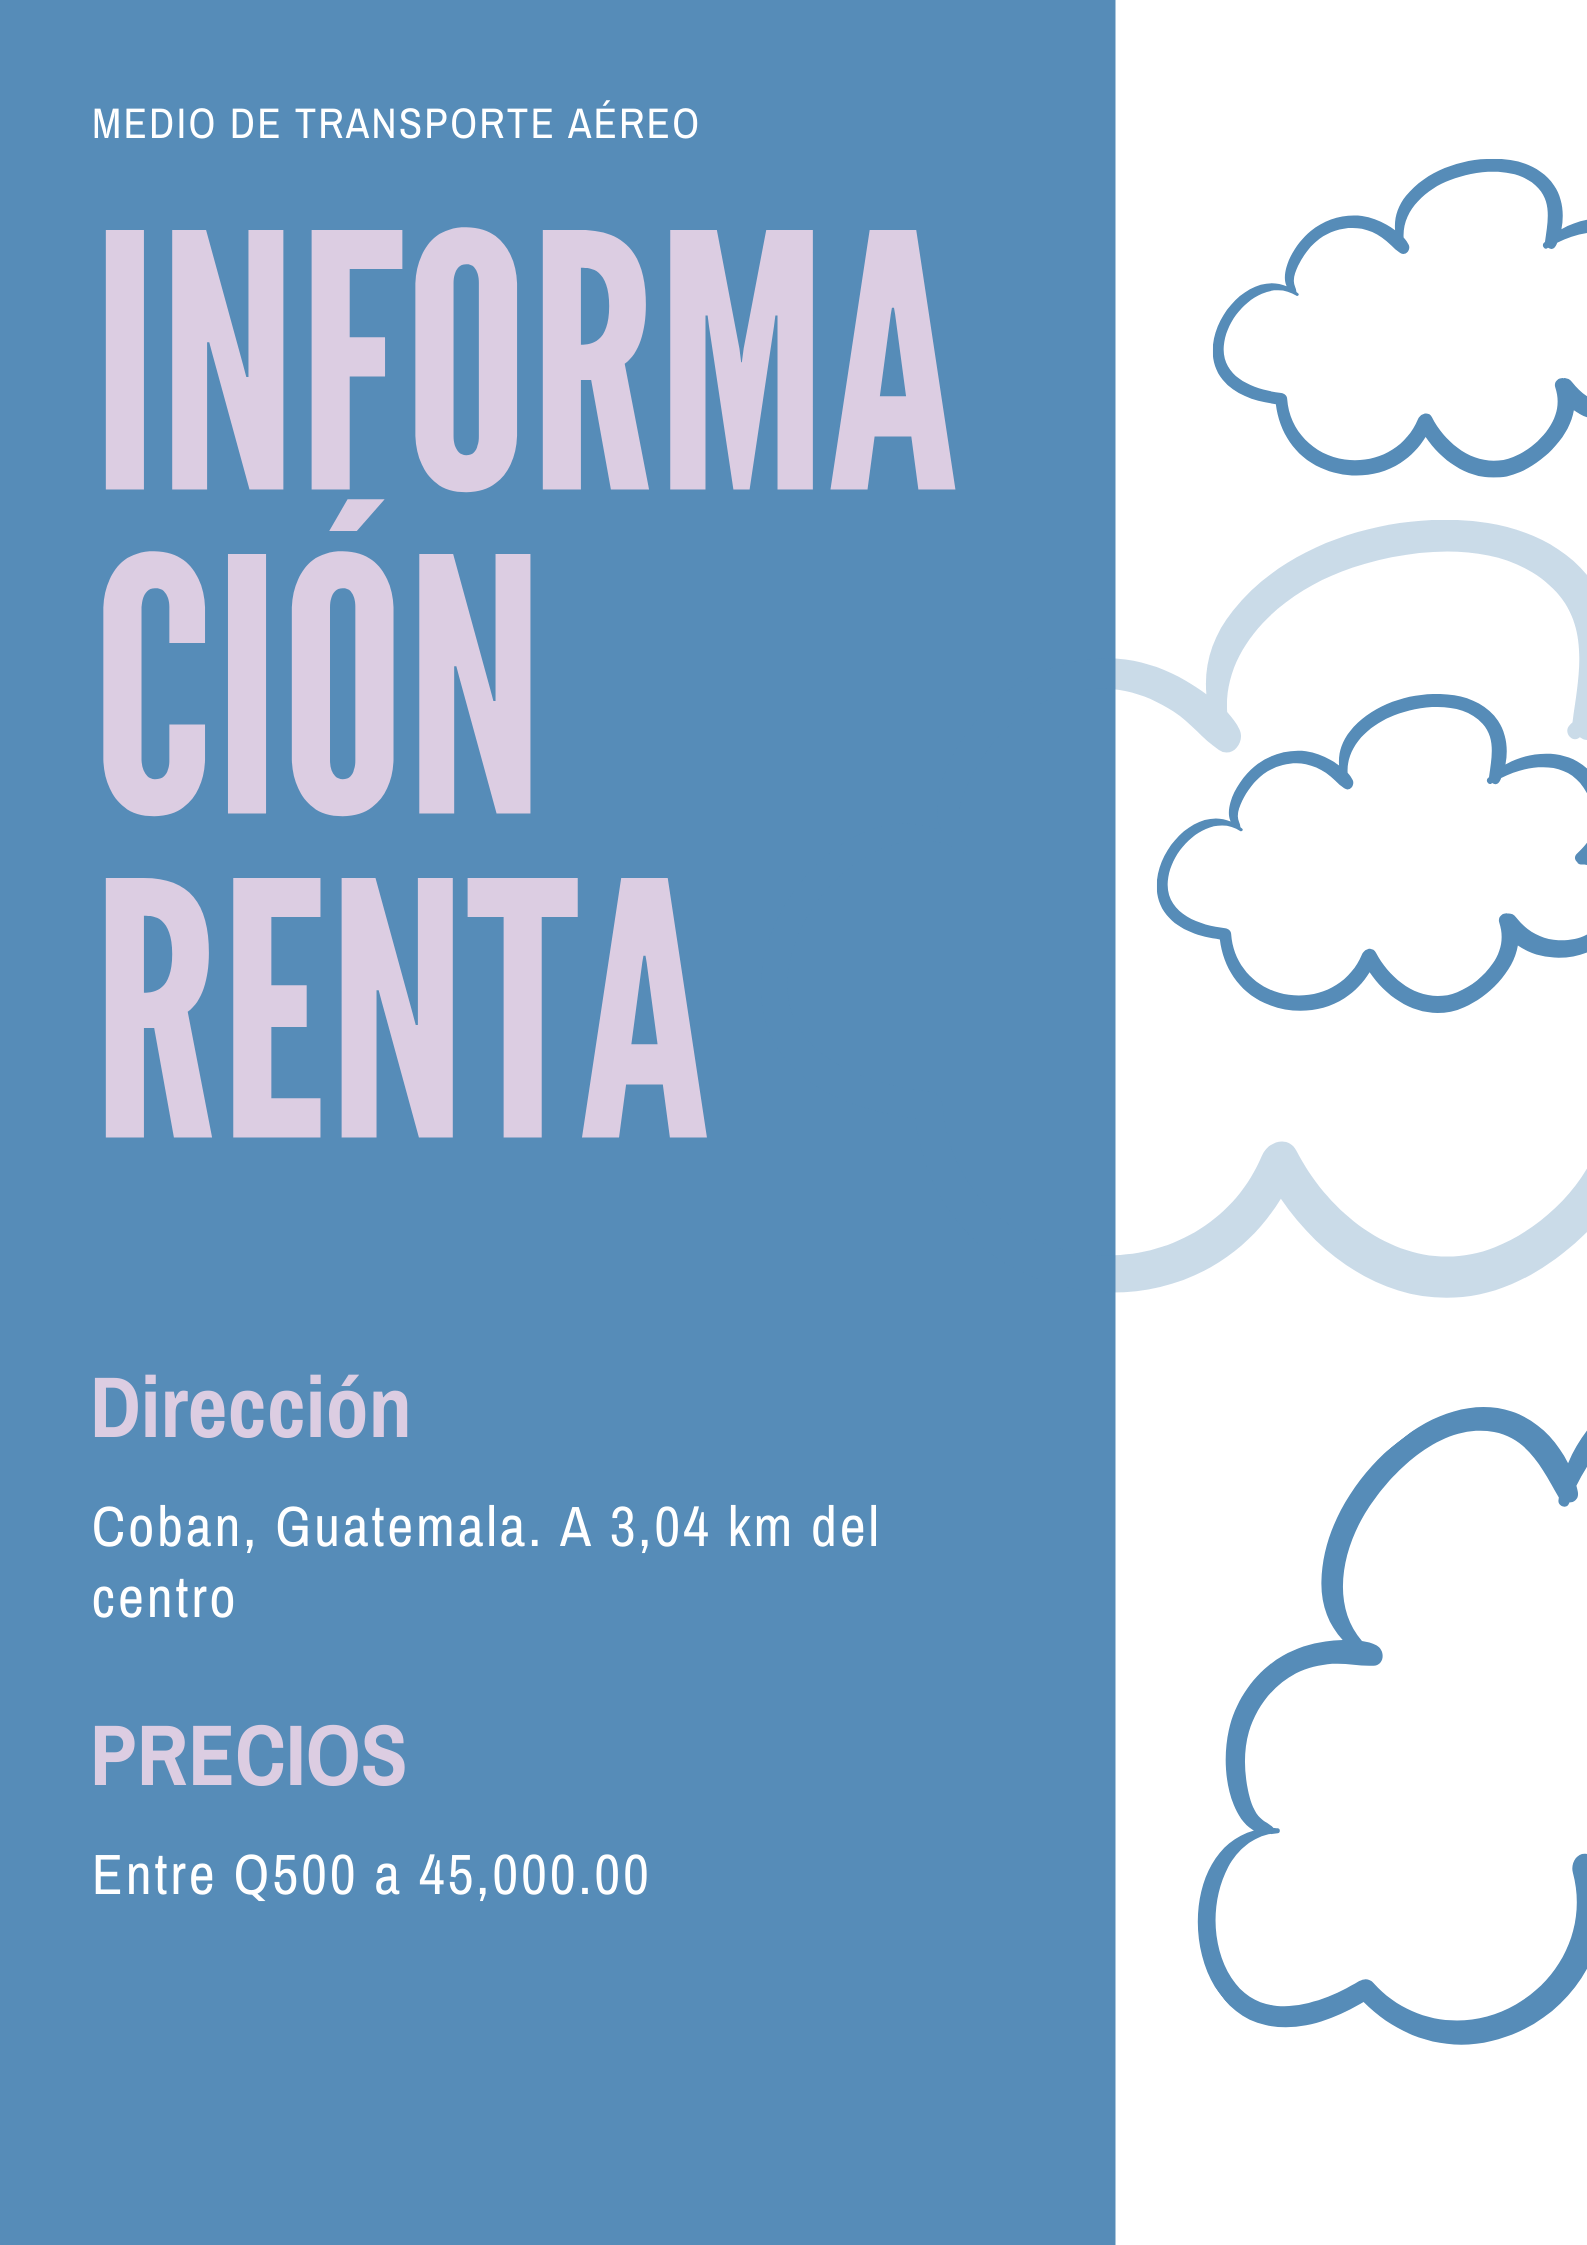 MEDIO DE TRANSPORTE AÉREO
INFORMA
CIÓN
RENTA
Dirección
Coban, Guatemala. A 3,04 km del
centro
PRECIOS
Entre Q500 a 45,000.00